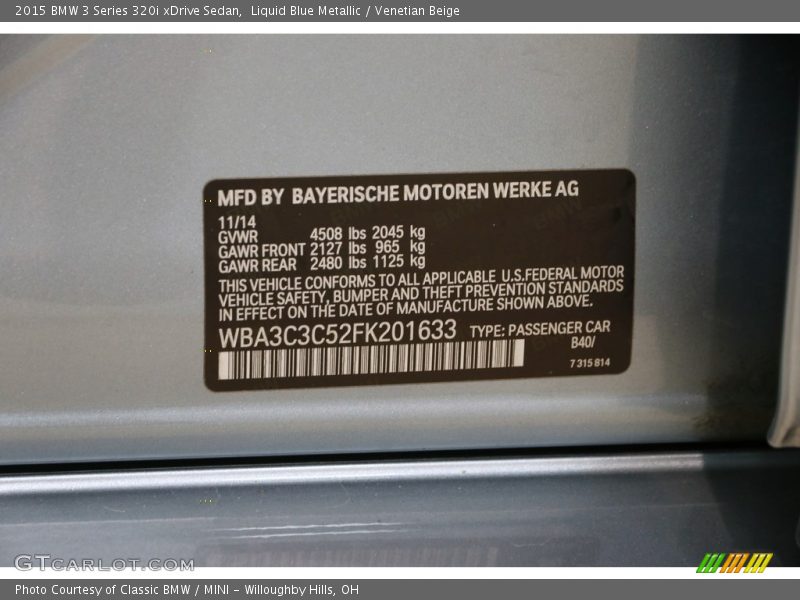 2015 BMW 3 Series 320i xDrive Sedan,  Liquid Blue Metallic / Venetian Beige
MFD BY BAYERISCHE MOTOREN WERKE AG
11/14
GVWR 4508 lbs 2045 kg
GAWR FRONT 2127 lbs 965 kg
GAWR REAR 2480 lbs 1125 kg
THIS VEHICLE CONFORMS TO ALL APPLICABLE U.S.FEDERAL MOTOR
VEHICLE SAFETY, BUMPER AND THEFT PREVENTION STANDARDS
IN EFFECT ON THE DATE OF MANUFACTURE SHOWN ABOVE.
WBA3C3C52FK201633 TYPE: PASSENGER CAR
B40/
7 315 814
GTcarlot.com
Photo Courtesy of Classic BMW / MINI - Willoughby Hills, OH